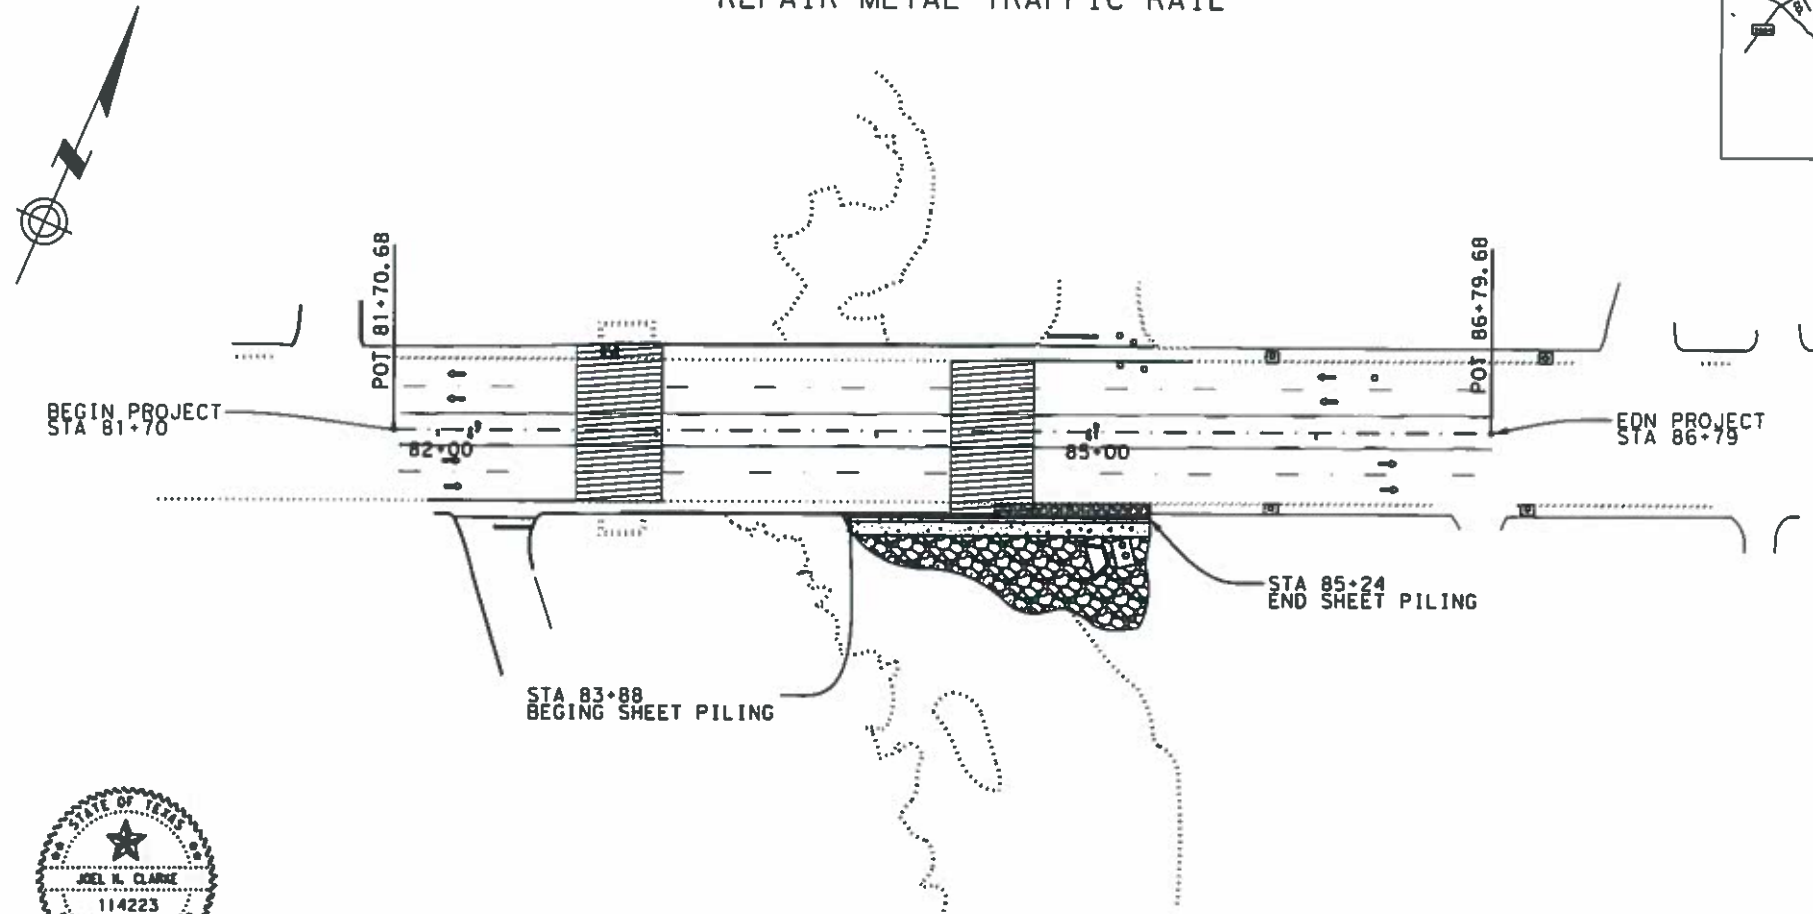 REPAIR METAL TRAFFIC RAIL
POT 81+70.68
POT 86+79.68
BEGIN PROJECT
STA 81+70
82+00
85+00
EDN PROJECT
STA 86+79
STA 85+24
END SHEET PILING
STA 83+88
BEGING SHEET PILING
STATE OF TEXAS
JOEL N. CLARKE
114223